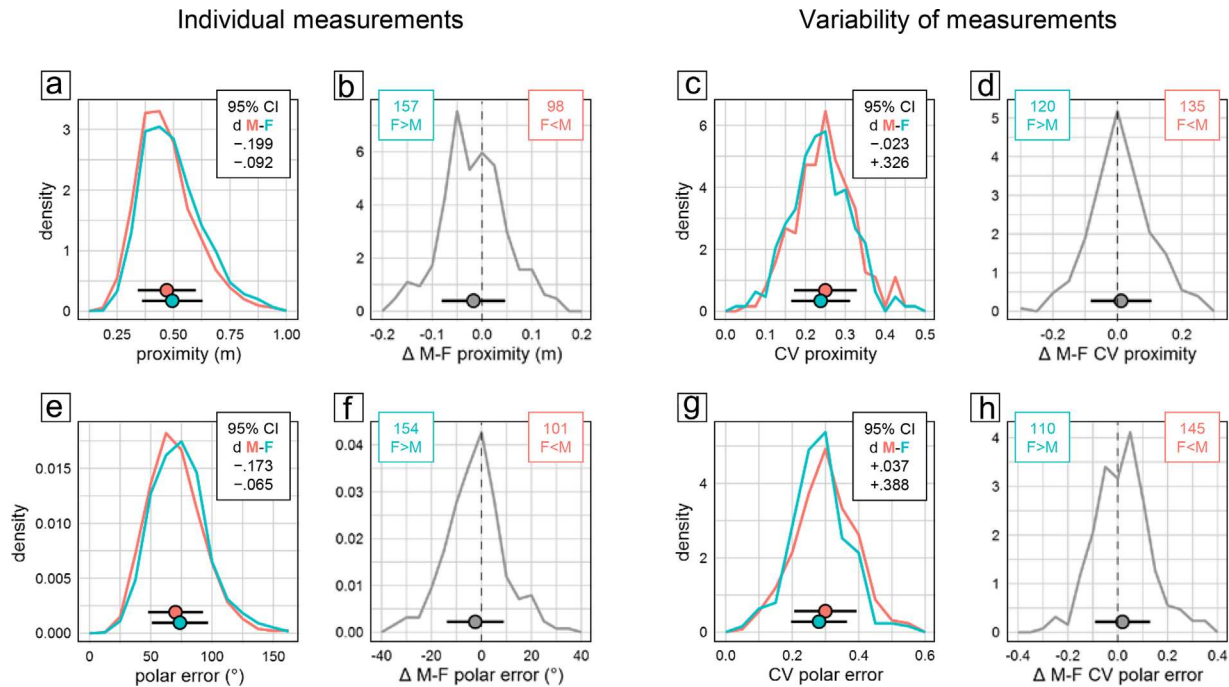 Individual measurements
Variability of measurements
a
density
3
2
1
0
0.25 0.50 0.75 1.00
proximity (m)
95% CI
d M-F
−.199
−.092
b
157
F>M
98
F<M
6
4
2
0
-0.2 -0.1 0.0 0.1 0.2
Δ M-F proximity (m)
c
density
6
4
2
0
0.0 0.1 0.2 0.3 0.4 0.5
CV proximity
95% CI
d M-F
−.023
+.326
d
120
F>M
135
F<M
5
4
3
2
1
0
-0.2 0.0 0.2
Δ M-F CV proximity
e
density
0.015
0.010
0.005
0.000
0 50 100 150
polar error (°)
95% CI
d M-F
−.173
−.065
f
154
F>M
101
F<M
0.04
0.03
0.02
0.01
0.00
-40 -20 0 20 40
Δ M-F polar error (°)
g
density
4
2
0
0.0 0.2 0.4 0.6
CV polar error
95% CI
d M-F
+.037
+.388
h
110
F>M
145
F<M
4
3
2
1
0
-0.4 -0.2 0.0 0.2 0.4
Δ M-F CV polar error